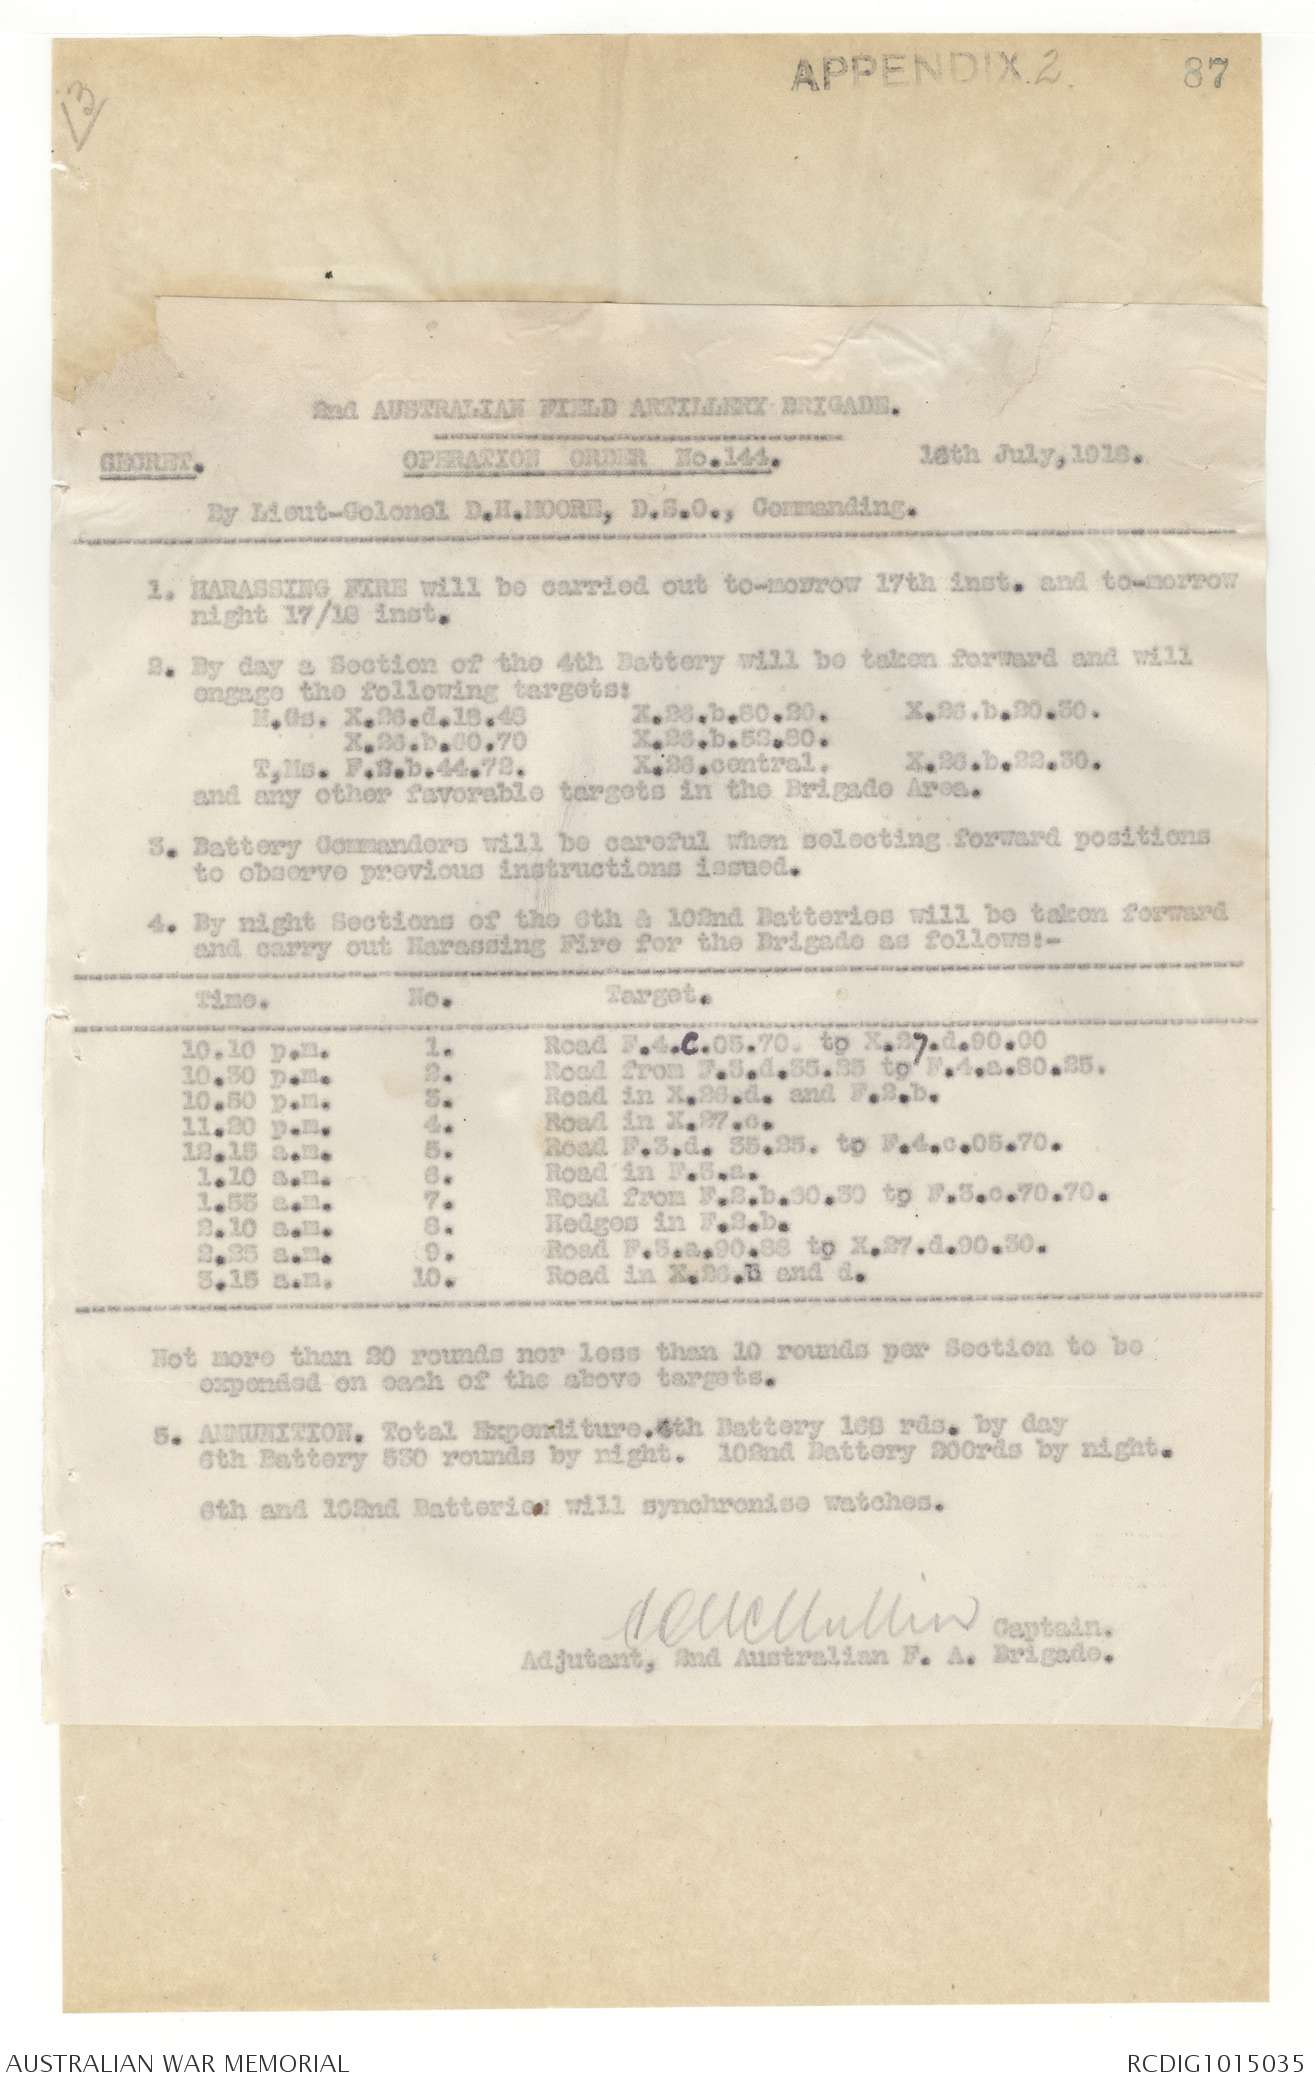 APPENDIX 2. 87
13
2nd AUSTRALIAN FIELD ARTILLERY BRIGADE.
SECRET. OPERATION ORDER No.144. 16th July,1918.
By Lieut-Colonel D.H.MOORE, D.S.O., Commanding.
1. HARASSING FIRE will be carried out to-morrow 17th inst. and to-morrow
night 17/18 inst.
2. By day a Section of the 4th Battery will be taken forward and will
engage the following targets:
M.Gs. X.26.d.18.48 X.26.b.80.20. X.26.b.20.50.
X.26.b.60.70 X.26.b.52.80.
T,Ms. F.2.b.44.72. X.26.central. X.26.b.22.30.
and any other favorable targets in the Brigade Area.
3. Battery Commanders will be careful when selecting forward positions
to observe previous instructions issued.
4. By night Sections of the 6th & 102nd Batteries will be taken forward
and carry out Harassing Fire for the Brigade as follows:-
Time. No. Target.
10.10 p.m. 1. Road F.4.C.05.70. to X.27.d.90.00
10.30 p.m. 2. Road from F.3.d.35.25 to F.4.a.80.25.
10.50 p.m. 3. Road in X.26.d. and F.2.b.
11.20 p.m. 4. Road in X.27.c.
12.15 a.m. 5. Road F.3.d. 35.25. to F.4.c.05.70.
1.10 a.m. 6. Road in F.3.a.
1.55 a.m. 7. Road from F.2.b.30.30 to F.3.c.70.70.
2.10 a.m. 8. Hedges in F.2.b.
2.25 a.m. 9. Road F.3.a.90.88 to X.27.d.90.30.
3.15 a.m. 10. Road in X.26.B and d.
Not more than 20 rounds nor less than 10 rounds per Section to be
expended on each of the above targets.
5. AMMUNITION. Total Expenditure.4th Battery 168 rds. by day
6th Battery 530 rounds by night. 102nd Battery 200rds by night.
6th and 102nd Batteries will synchronise watches.
McMullin Captain.
Adjutant, 2nd Australian F. A. Brigade.
AUSTRALIAN WAR MEMORIAL RCDIG1015035